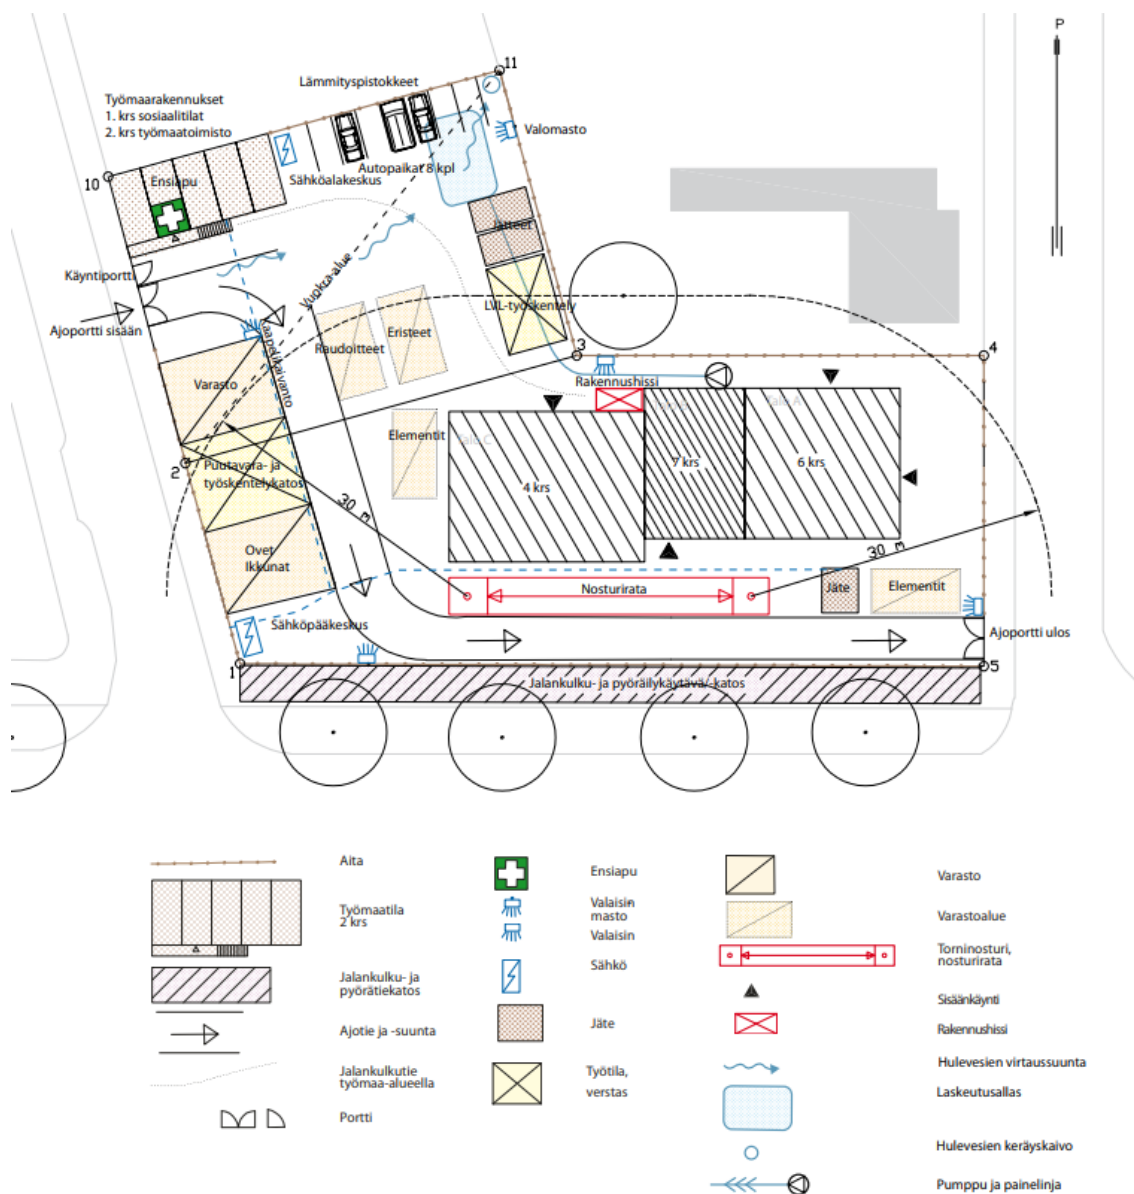 P
11
Lämmityspistokkeet
Työmaarakennukset
1. krs sosiaalitilat
2. krs työmaatoimisto
Valomasto
10
Ensiapu
Sähköalakeskus
Autopaikat 8 kpl
Jätteet
Käyntiportti
Vuokra-alue
LVL-työskentely
Ajoportti sisään
Kaapelikaivanto
Raudoitteet
Eristeet
3
4
Rakennushissi
Varasto
Talo C
Talo A
Elementit
2
Puutavara- ja
työskentelykatos
7 krs
6 krs
4 krs
30 m
30 m
Ovet
Ikkunat
Nosturirata
Jäte
Elementit
Sähköpääkeskus
Ajoportti ulos
1
5
Jalankulku- ja pyöräilykäytävä/-katos
Aita
Työmaatila
2 krs
Jalankulku- ja
pyörätiekatos
Ajotie ja -suunta
Jalankulkutie
työmaa-alueella
Portti
Ensiapu
Valaisin
masto
Valaisin
Sähkö
Jäte
Työtila,
verstas
Varasto
Varastoalue
Torninosturi,
nosturirata
Sisäänkäynti
Rakennushissi
Hulevesien virtaussuunta
Laskeutusallas
Hulevesien keräyskaivo
Pumppu ja painelinja